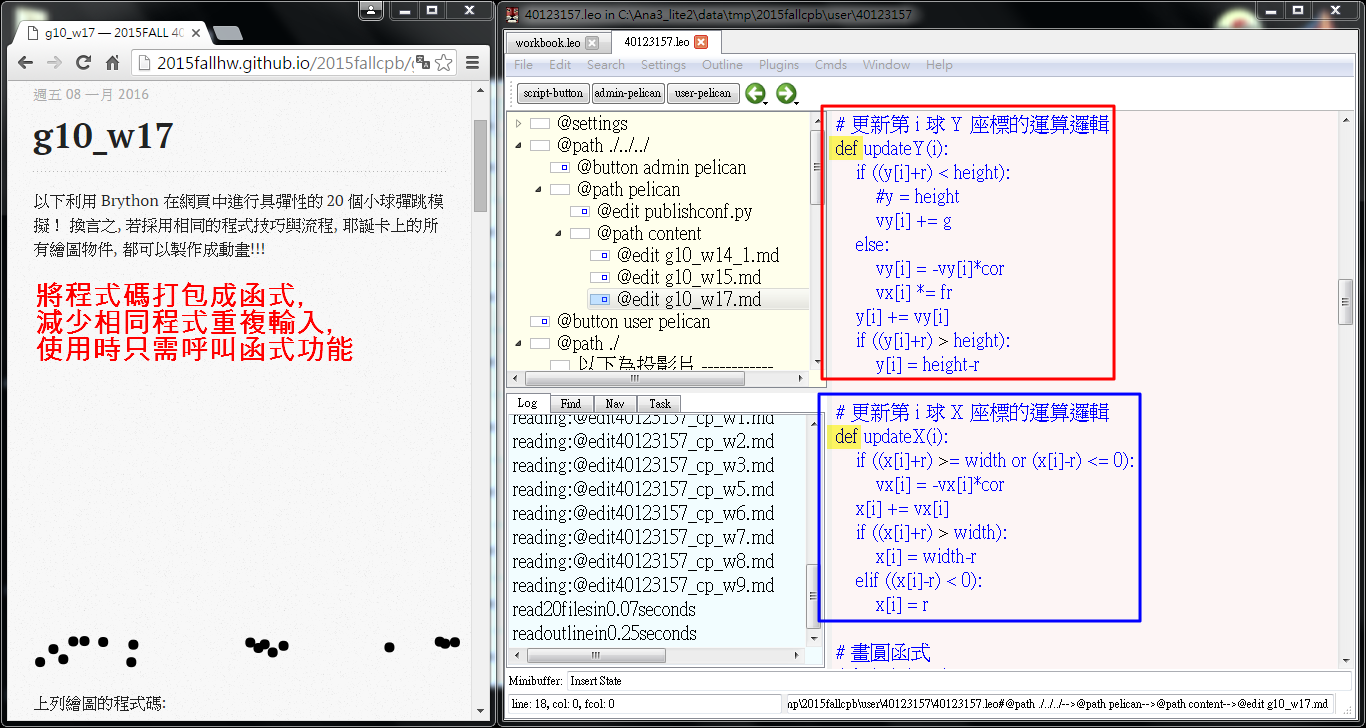 g10_w17 — 2015FALL 40
2015fallhw.github.io/2015fallcpb/g
週五 08 一月 2016
g10_w17
以下利用 Brython 在網頁中進行具彈性的 20 個小球彈跳模
擬！ 換言之, 若採用相同的程式技巧與流程, 耶誕卡上的所
有繪圖物件, 都可以製作成動畫!!!
將程式碼打包成函式,
減少相同程式重複輸入,
使用時只需呼叫函式功能
上列繪圖的程式碼:
40123157.leo in C:\Ana3_lite2\data\tmp\2015fallcpb\user\40123157
workbook.leo
40123157.leo
File Edit Search Settings Outline Plugins Cmds Window Help
script-button admin-pelican user-pelican
@settings
@path ./../../
@button admin pelican
@path pelican
@edit publishconf.py
@path content
@edit g10_w14_1.md
@edit g10_w15.md
@edit g10_w17.md
@button user pelican
@path ./
以下為投影片 ------------
Log Find Nav Task
reading:@edit40123157_cp_w1.md
reading:@edit40123157_cp_w2.md
reading:@edit40123157_cp_w3.md
reading:@edit40123157_cp_w5.md
reading:@edit40123157_cp_w6.md
reading:@edit40123157_cp_w7.md
reading:@edit40123157_cp_w8.md
reading:@edit40123157_cp_w9.md
read20filesin0.07seconds
readoutlinein0.25seconds
# 更新第 i 球 Y 座標的運算邏輯
def updateY(i):
if ((y[i]+r) < height):
#y = height
vy[i] += g
else:
vy[i] = -vy[i]*cor
vx[i] *= fr
y[i] += vy[i]
if ((y[i]+r) > height):
y[i] = height-r
# 更新第 i 球 X 座標的運算邏輯
def updateX(i):
if ((x[i]+r) >= width or (x[i]-r) <= 0):
vx[i] = -vx[i]*cor
x[i] += vx[i]
if ((x[i]+r) > width):
x[i] = width-r
elif ((x[i]-r) < 0):
x[i] = r
# 畫圓函式
Minibuffer: Insert State
line: 18, col: 0, fcol: 0
mp\2015fallcpb\user\40123157\40123157.leo#@path ./../../-->@path pelican-->@path content-->@edit g10_w17.md